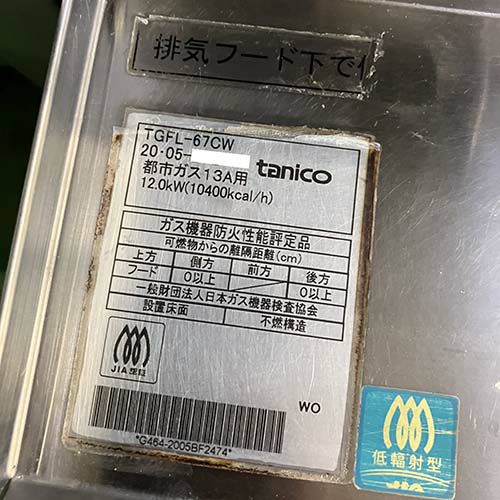 排気フード下で
TGFL-67CW
20-05-
tanico
都市ガス13A用
12.0kW(10400kcal/h)
ガス機器防火性能評定品
可燃物からの離隔距離(cm)
上方 側方 前方 後方
フード 0以上 0以上
一般財団法人日本ガス機器検査協会
設置床面 不燃構造
JIA 認証
WO
*G464-2005BF2474*
低輻射型
JIA